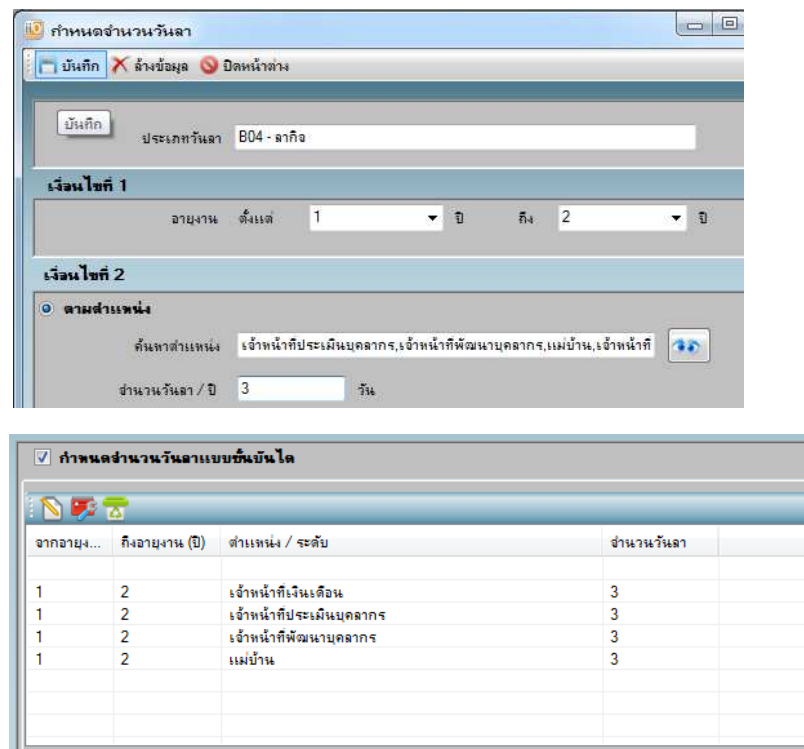 กำหนดจำนวนวันลา
บันทึก ล้างข้อมูล ปิดหน้าต่าง
บันทึก
ประเภทวันลา B04 - ลากิจ
เงื่อนไขที่ 1
อายุงาน ตั้งแต่ 1 ปี ถึง 2 ปี
เงื่อนไขที่ 2
ตามตำแหน่ง
ค้นหาตำแหน่ง เจ้าหน้าที่ประเมินบุคลากร,เจ้าหน้าที่พัฒนาบุคลากร,แม่บ้าน,เจ้าหน้าที่
จำนวนวันลา / ปี 3 วัน
กำหนดจำนวนวันลาแบบขั้นบันได
จากอายุง... ถึงอายุงาน (ปี) ตำแหน่ง / ระดับ จำนวนวันลา
1 2 เจ้าหน้าที่เงินเดือน 3
1 2 เจ้าหน้าที่ประเมินบุคลากร 3
1 2 เจ้าหน้าที่พัฒนาบุคลากร 3
1 2 แม่บ้าน 3